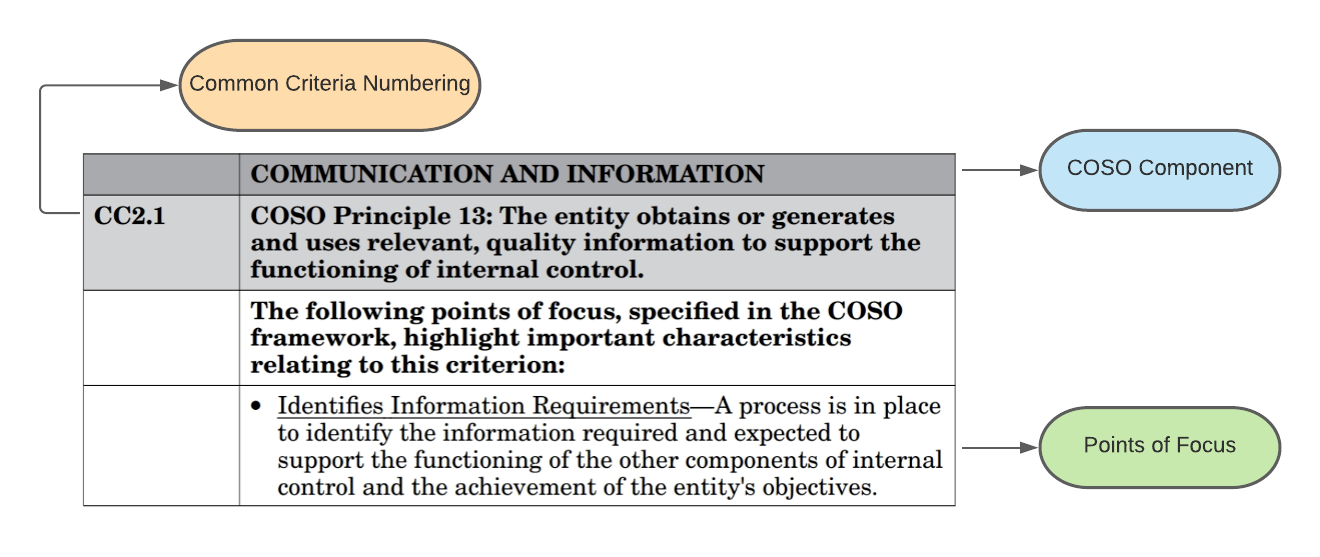 Common Criteria Numbering
COMMUNICATION AND INFORMATION
COSO Component
CC2.1
COSO Principle 13: The entity obtains or generates
and uses relevant, quality information to support the
functioning of internal control.
The following points of focus, specified in the COSO
framework, highlight important characteristics
relating to this criterion:
• Identifies Information Requirements—A process is in place
to identify the information required and expected to
support the functioning of the other components of internal
control and the achievement of the entity's objectives.
Points of Focus